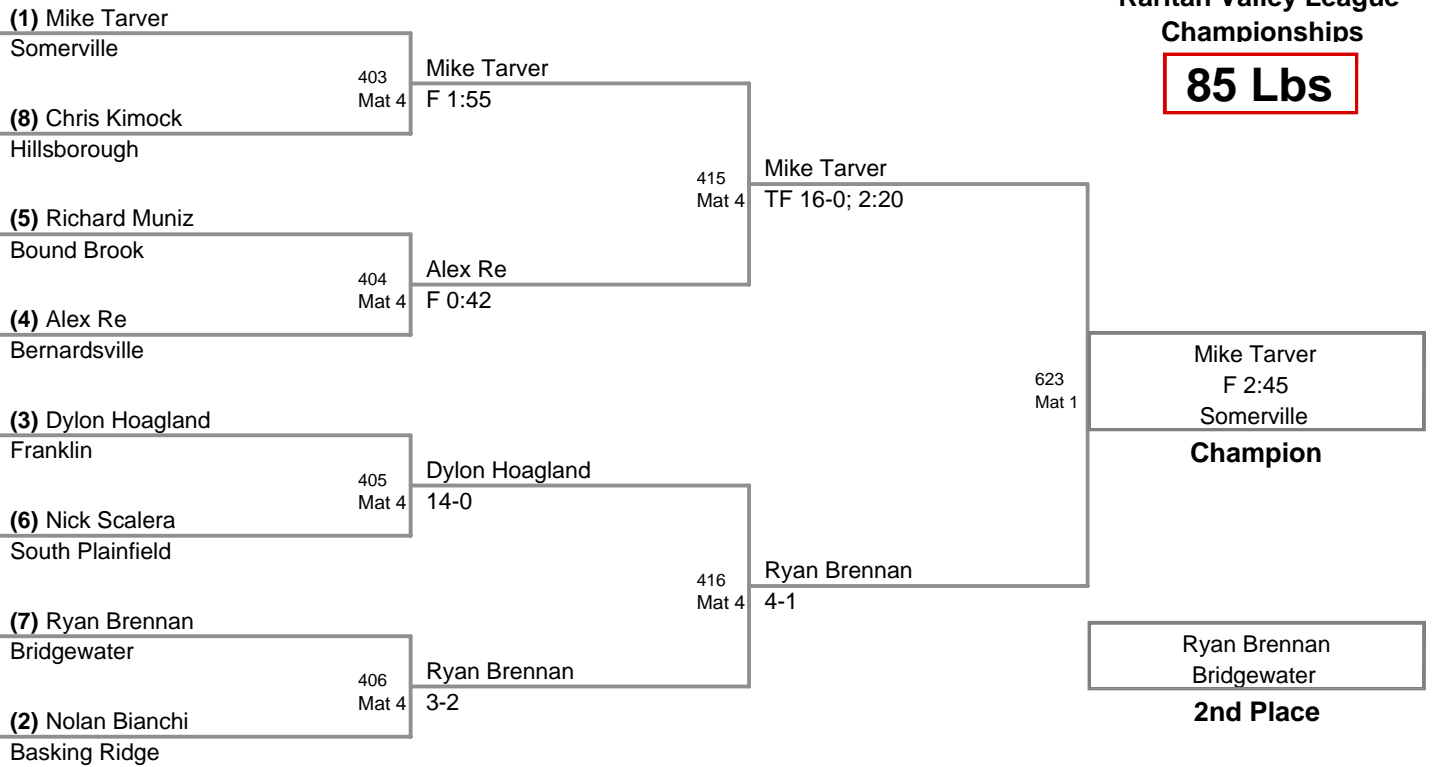 Raritan Valley League
Championships
85 Lbs
(1) Mike Tarver
Somerville
403
Mat 4
Mike Tarver
F 1:55
(8) Chris Kimock
Hillsborough
415
Mat 4
Mike Tarver
TF 16-0; 2:20
(5) Richard Muniz
Bound Brook
404
Mat 4
Alex Re
F 0:42
(4) Alex Re
Bernardsville
623
Mat 1
Mike Tarver
F 2:45
Somerville
Champion
(3) Dylon Hoagland
Franklin
405
Mat 4
Dylon Hoagland
14-0
(6) Nick Scalera
South Plainfield
416
Mat 4
Ryan Brennan
4-1
(7) Ryan Brennan
Bridgewater
406
Mat 4
Ryan Brennan
3-2
(2) Nolan Bianchi
Basking Ridge
Ryan Brennan
Bridgewater
2nd Place